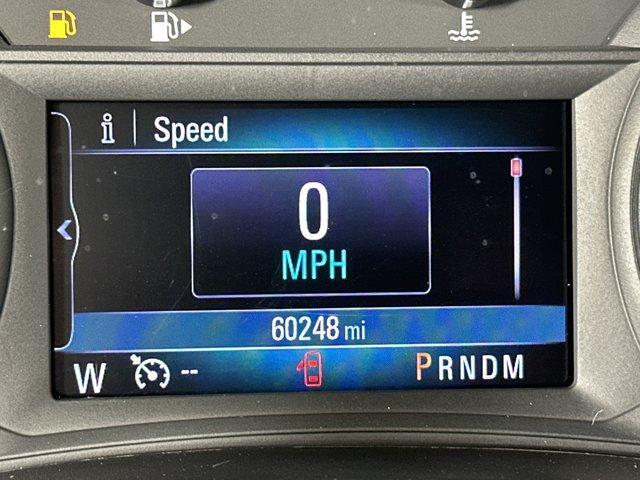 i Speed
0
MPH
60248 mi
W -- PRNDM